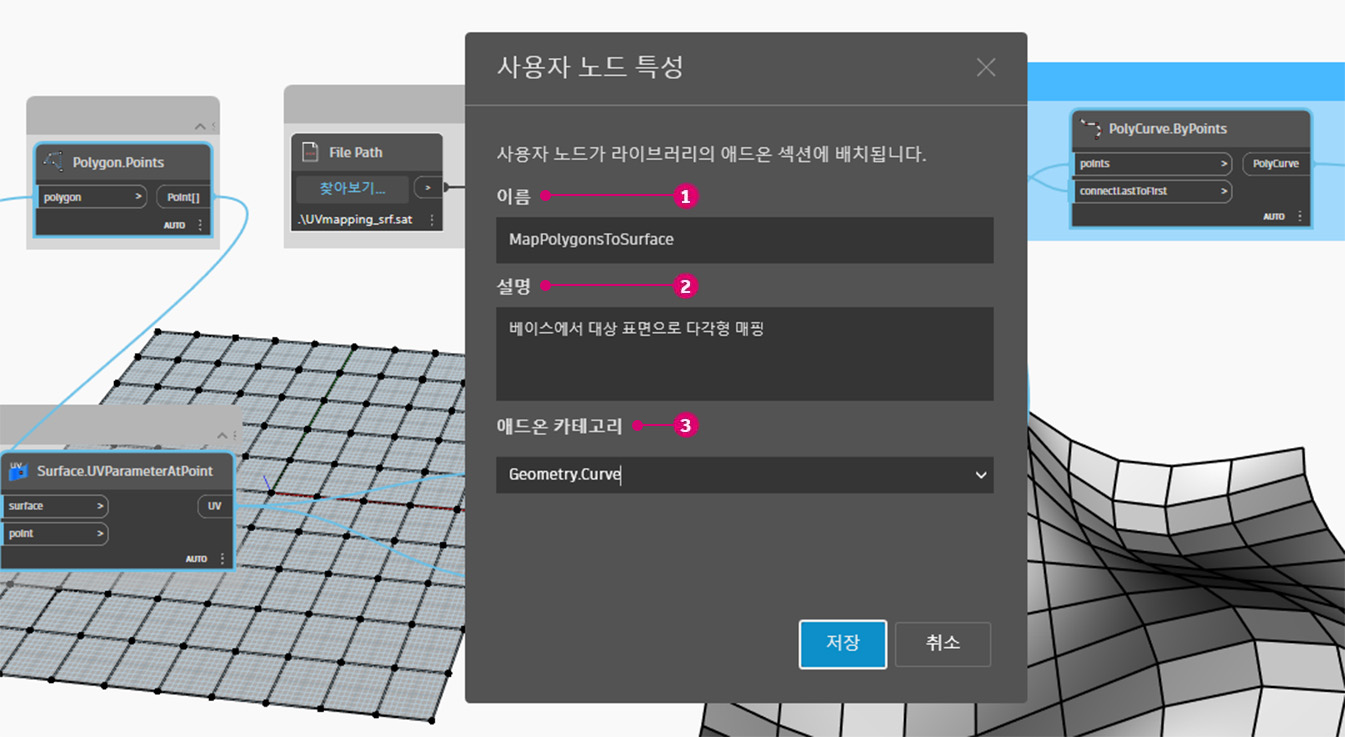 사용자 노드 특성
사용자 노드가 라이브러리의 애드온 섹션에 배치됩니다.
이름 1
MapPolygonsToSurface
설명 2
베이스에서 대상 표면으로 다각형 매핑
애드온 카테고리 3
Geometry.Curve
저장 취소
Polygon.Points
polygon > Point[]
AUTO
File Path
찾아보기... >
.\UVmapping_srf.sat
Surface.UVParameterAtPoint
UV
surface > UV
point >
AUTO
PolyCurve.ByPoints
points > PolyCurve
connectLastToFirst >
AUTO